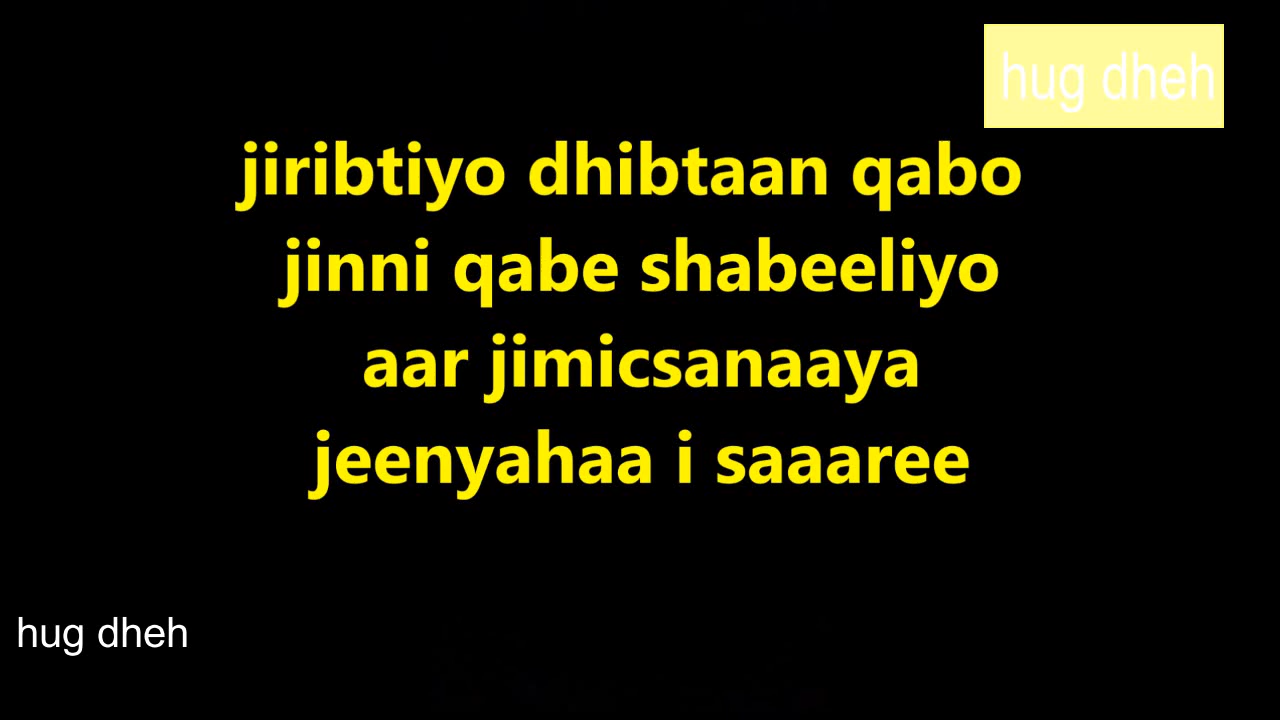 hug dheh
jiribtiyo dhibtaan qabo
jinni qabe shabeeliyo
aar jimicsanaaya
jeenyahaa i saaaree
hug dheh